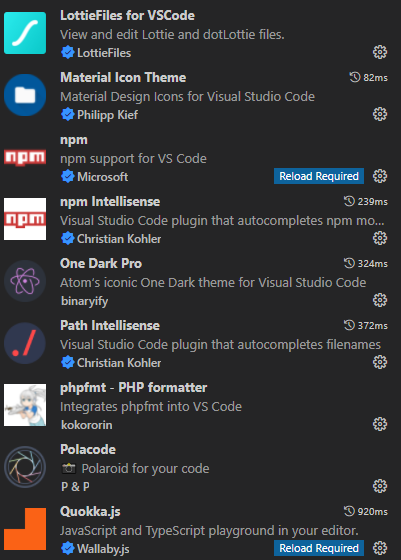 LottieFiles for VSCode
View and edit Lottie and dotLottie files.
LottieFiles
Material Icon Theme 82ms
Material Design Icons for Visual Studio Code
Philipp Kief
npm
npm
npm support for VS Code
Microsoft Reload Required
npm Intellisense 239ms
npm
Visual Studio Code plugin that autocompletes npm mo...
Christian Kohler
One Dark Pro 324ms
Atom's iconic One Dark theme for Visual Studio Code
binaryify
Path Intellisense 372ms
./
Visual Studio Code plugin that autocompletes filenames
Christian Kohler
phpfmt - PHP formatter
Integrates phpfmt into VS Code
kokororin
Polacode
📸 Polaroid for your code
P & P
Quokka.js 920ms
JavaScript and TypeScript playground in your editor.
Wallaby.js Reload Required